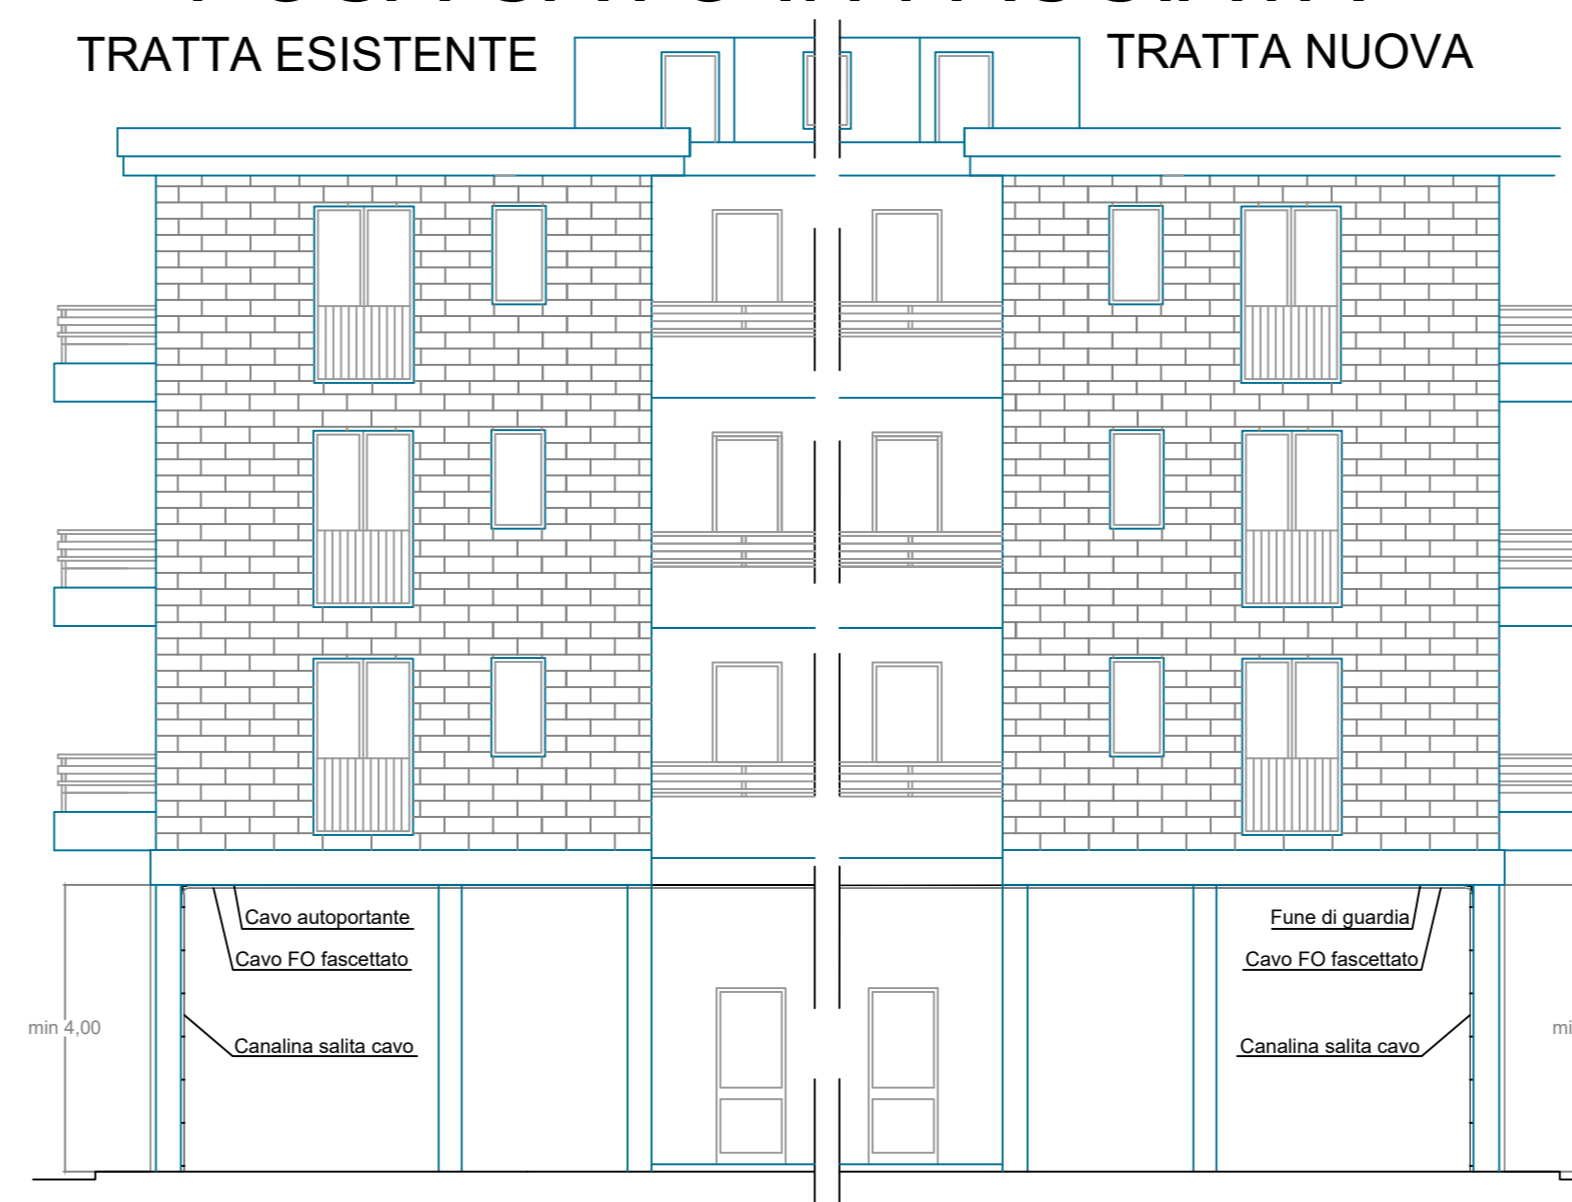 TRATTA ESISTENTE
TRATTA NUOVA
Cavo autoportante
Cavo FO fascettato
min 4,00
Canalina salita cavo
Fune di guardia
Cavo FO fascettato
Canalina salita cavo